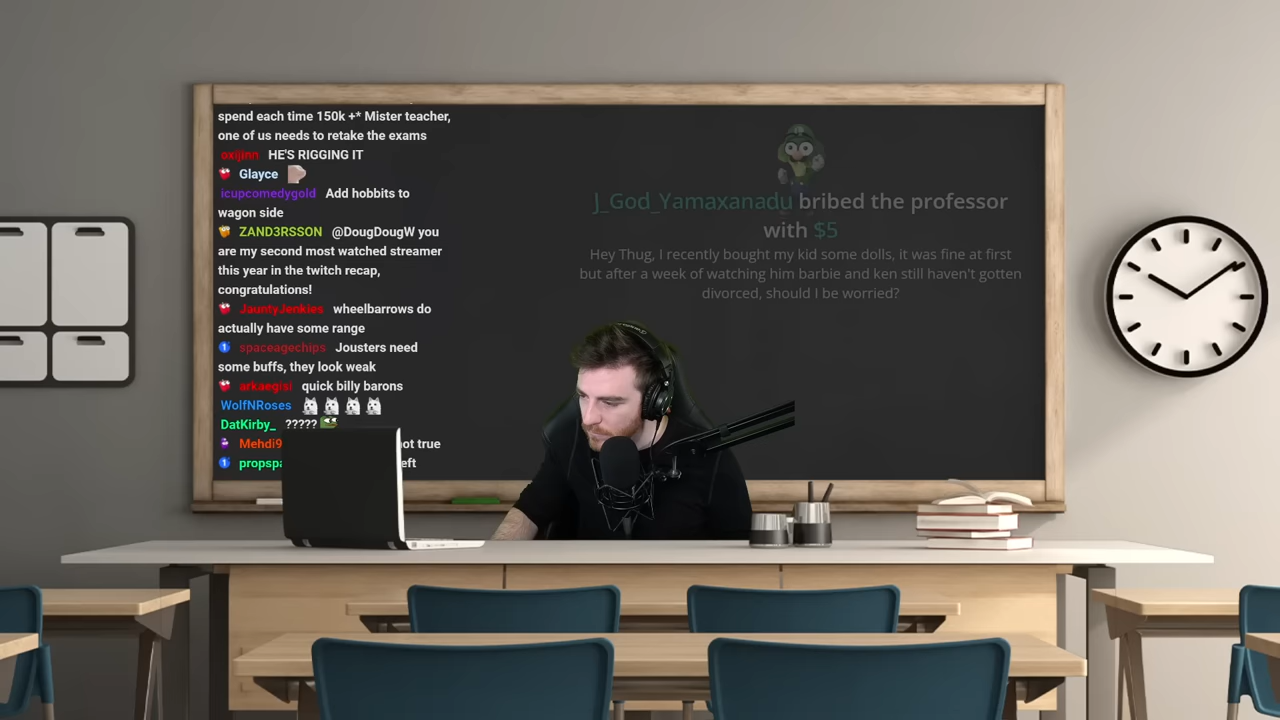 spend each time 150k +* Mister teacher,
one of us needs to retake the exams
oxijinn HE'S RIGGING IT
Glayce
icupcomedygold Add hobbits to
wagon side
ZAND3RSSON @DougDougW you
are my second most watched streamer
this year in the twitch recap,
congratulations!
JauntyJenkies wheelbarrows do
actually have some range
1 spaceagechips Jousters need
some buffs, they look weak
arkaegisi quick billy barons
WolfNRoses
DatKirby_ ?????
Mehdi9 ot true
1 propspa eft
J_God_Yamaxanadu bribed the professor
with $5
Hey Thug, I recently bought my kid some dolls, it was fine at first
but after a week of watching him barbie and ken still haven't gotten
divorced, should I be worried?